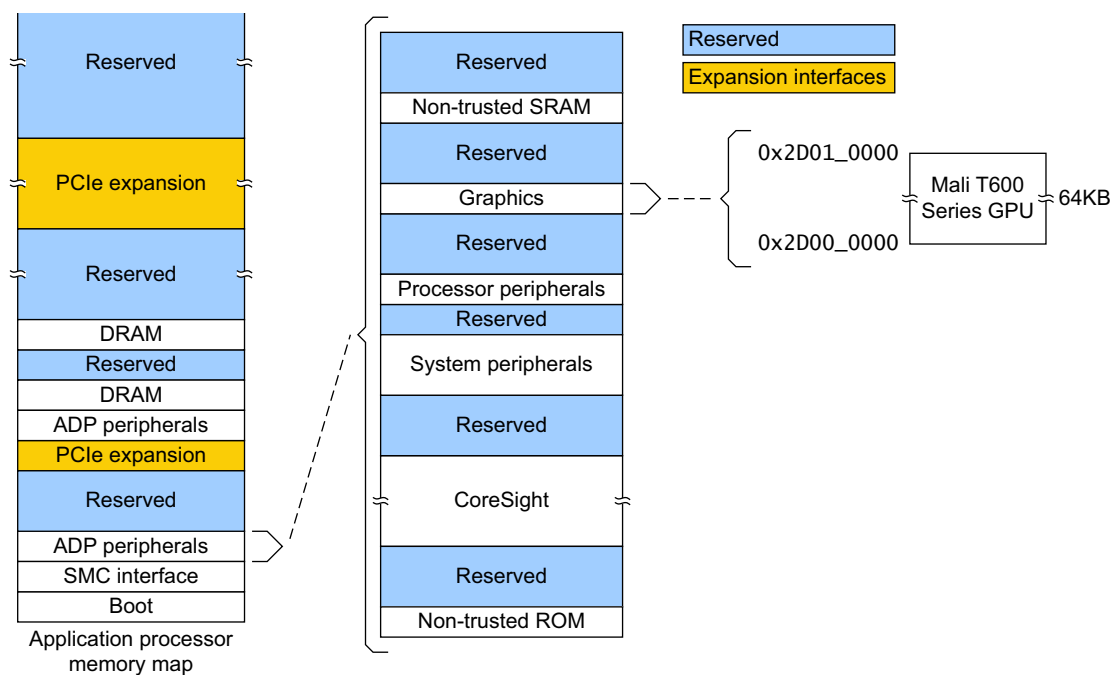 Reserved
PCIe expansion
Reserved
DRAM
Reserved
DRAM
ADP peripherals
PCIe expansion
Reserved
ADP peripherals
SMC interface
Boot
Application processor
memory map
Reserved
Non-trusted SRAM
Reserved
Graphics
Reserved
Processor peripherals
Reserved
System peripherals
Reserved
CoreSight
Reserved
Non-trusted ROM
Reserved
Expansion interfaces
0x2D01_0000
0x2D00_0000
Mali T600
Series GPU
64KB